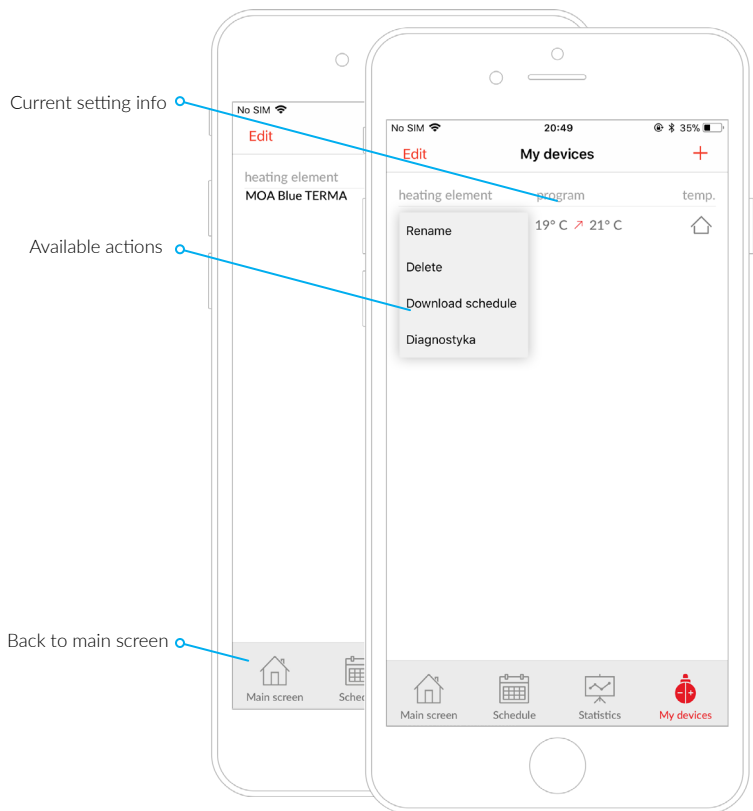 Current setting info
Available actions
Back to main screen
No SIM
Edit
heating element
MOA Blue TERMA
Main screen
Sched
No SIM 20:49 35%
Edit My devices +
heating element program temp.
19° C ↗ 21° C
Rename
Delete
Download schedule
Diagnostyka
Main screen Schedule Statistics My devices